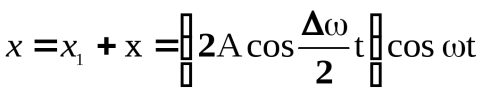 x = x₁ + x = [2A cos Δω/2 t] cos ωt